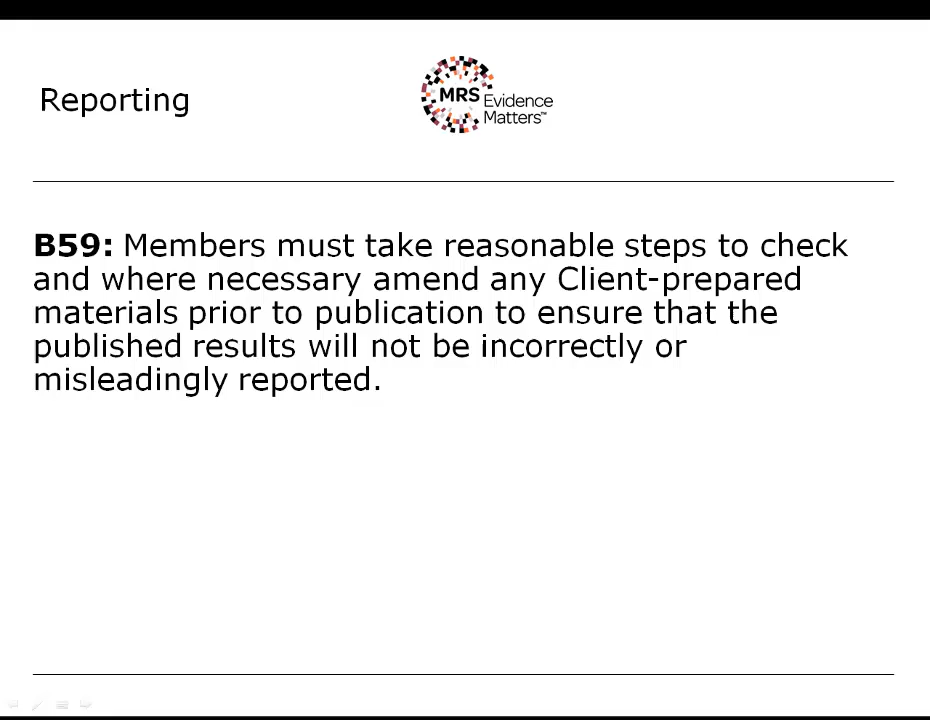 Reporting
MRS Evidence
Matters™
B59: Members must take reasonable steps to check
and where necessary amend any Client-prepared
materials prior to publication to ensure that the
published results will not be incorrectly or
misleadingly reported.